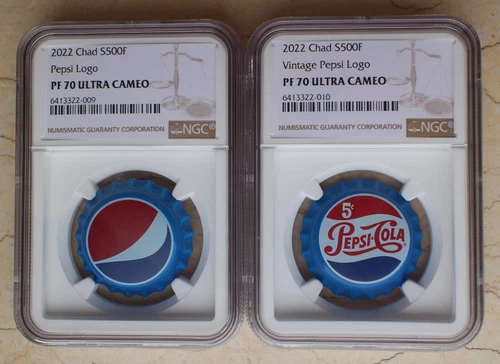 2022 Chad S500F
Pepsi Logo
PF 70 ULTRA CAMEO
6413322-009
NUMISMATIC GUARANTY CORPORATION
NGC
2022 Chad S500F
Vintage Pepsi Logo
PF 70 ULTRA CAMEO
6413322-010
NUMISMATIC GUARANTY CORPORATION
NGC
5¢
PEPSI-COLA